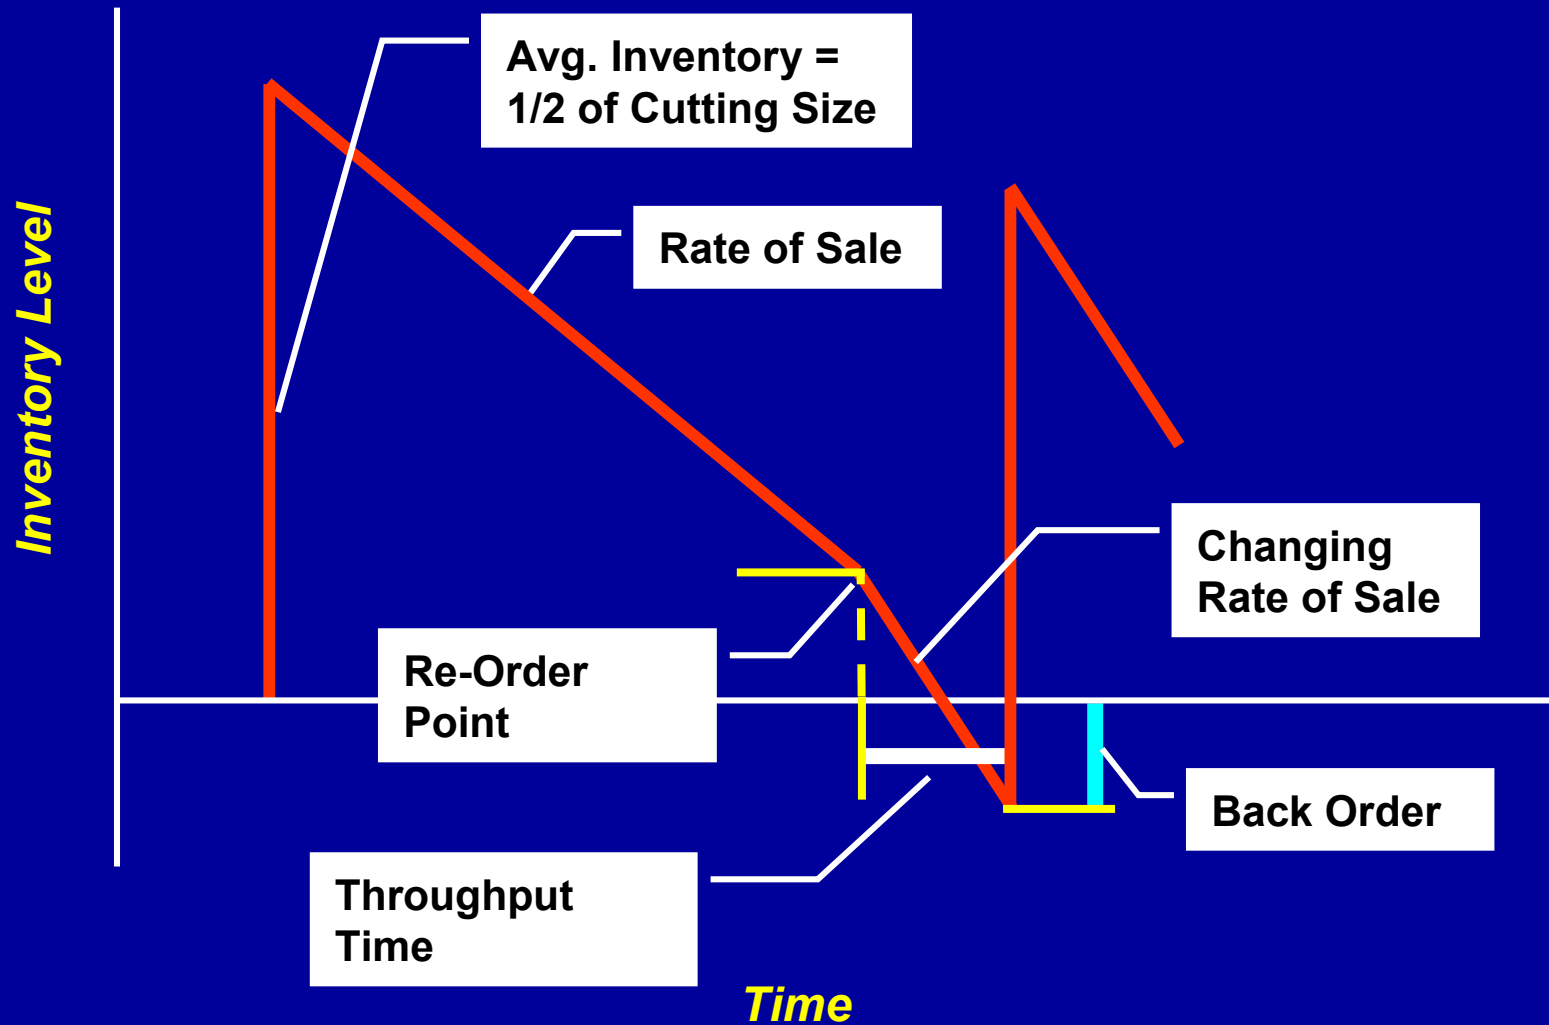 Avg. Inventory =
1/2 of Cutting Size
Rate of Sale
Inventory Level
Changing
Rate of Sale
Re-Order
Point
Back Order
Throughput
Time
Time